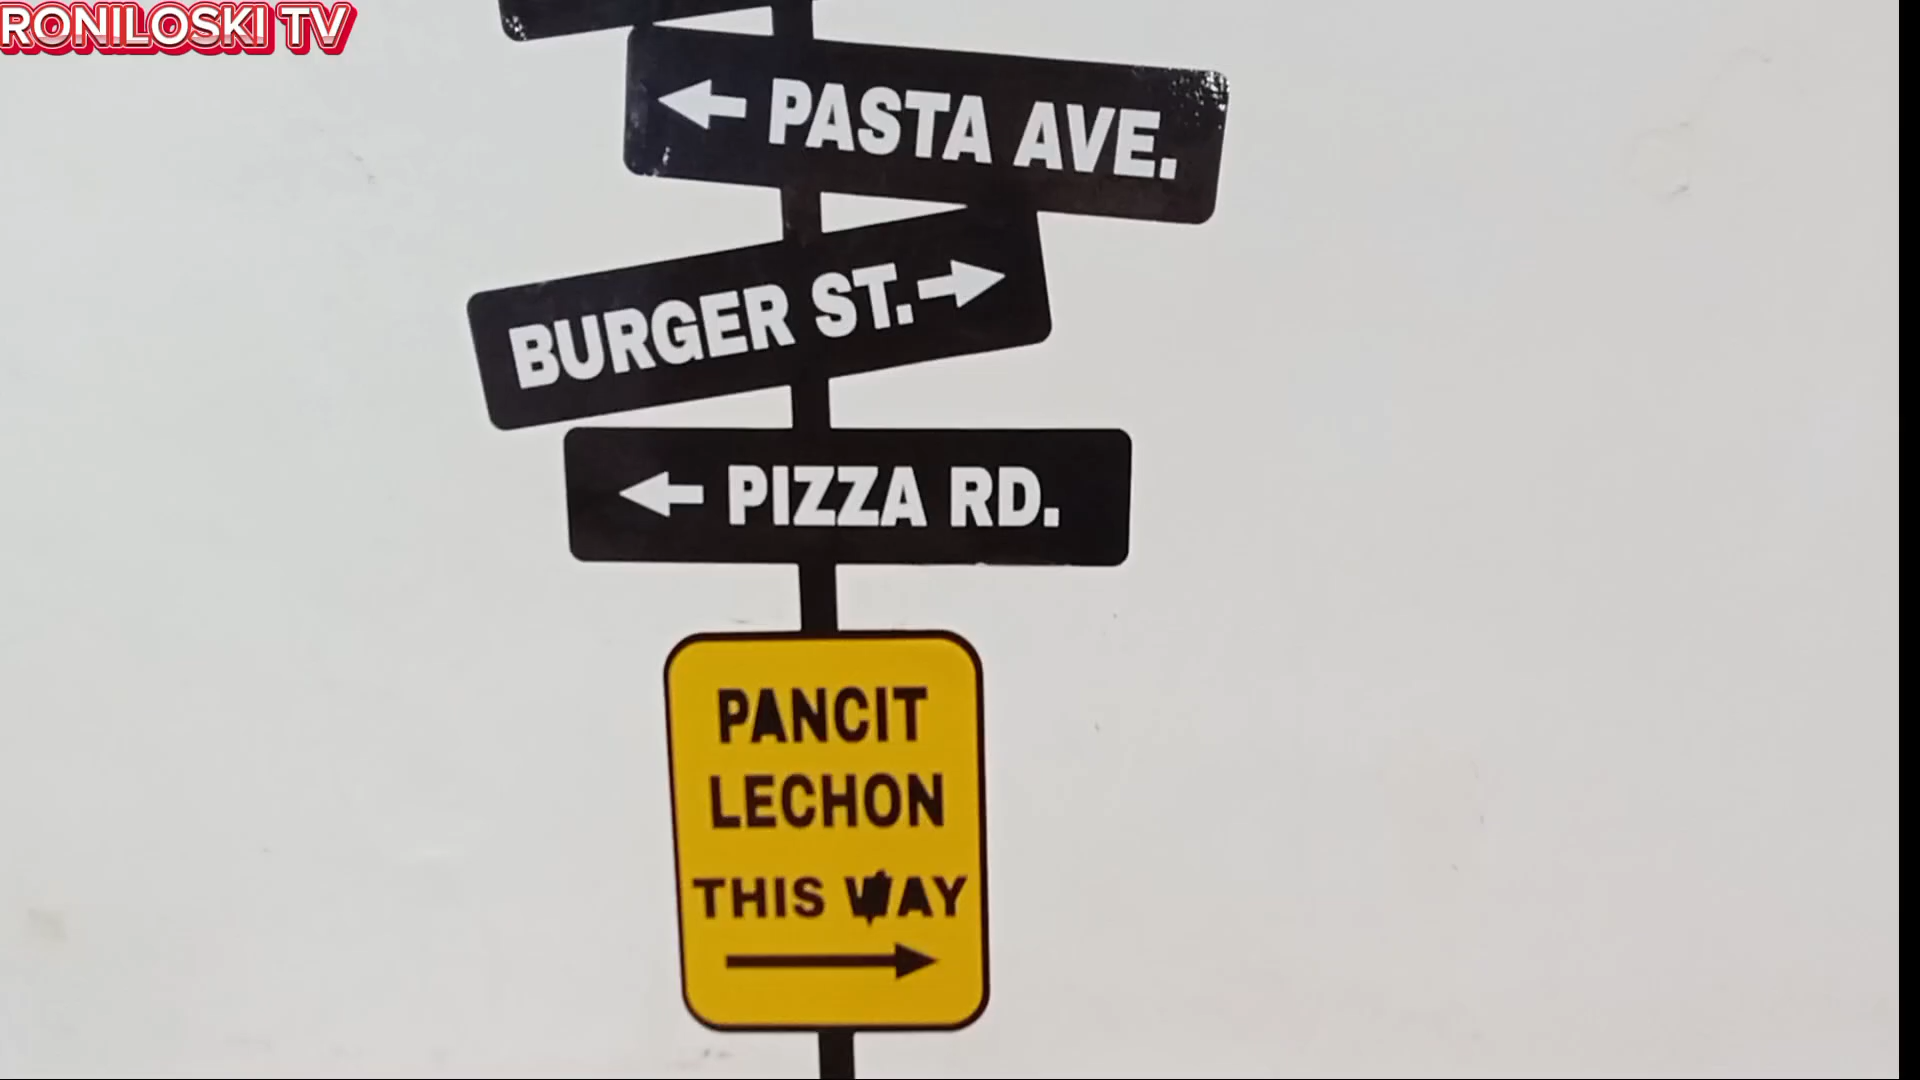 RONILOSKI TV
← PASTA AVE.
BURGER ST. →
← PIZZA RD.
PANCIT
LECHON
THIS WAY
→